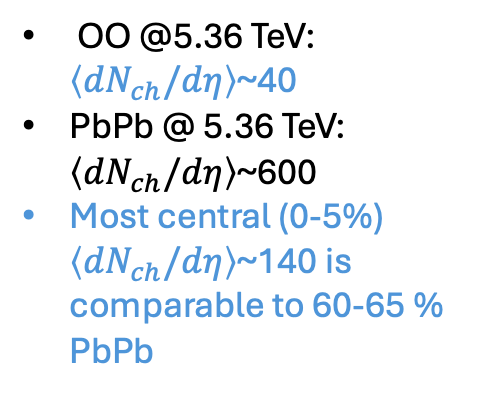 • OO @5.36 TeV:
⟨dN_ch/dη⟩~40
• PbPb @ 5.36 TeV:
⟨dN_ch/dη⟩~600
• Most central (0-5%)
⟨dN_ch/dη⟩~140 is
comparable to 60-65 %
PbPb